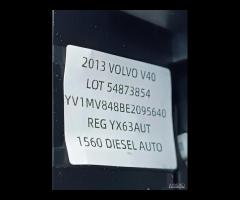 2013 VOLVO V40
LOT 54873854
YV1MV848BE2095640
REG YX63AUT
1560 DIESEL AUTO